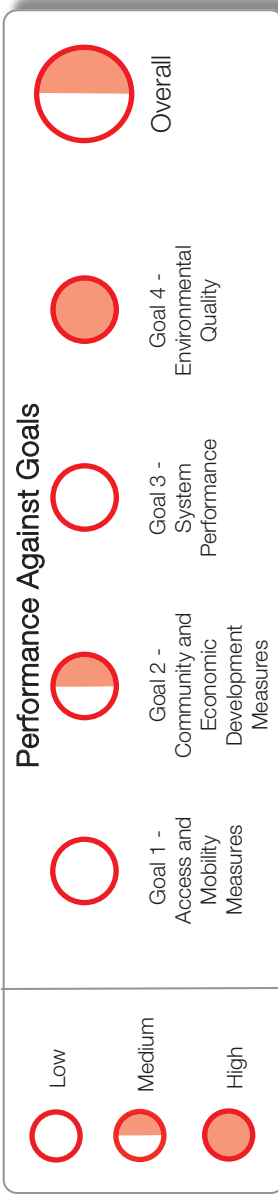 Performance Against Goals
Low
Medium
High
Goal 1 -
Access and
Mobility
Measures
Goal 2 -
Community and
Economic
Development
Measures
Goal 3 -
System
Performance
Goal 4 -
Environmental
Quality
Overall